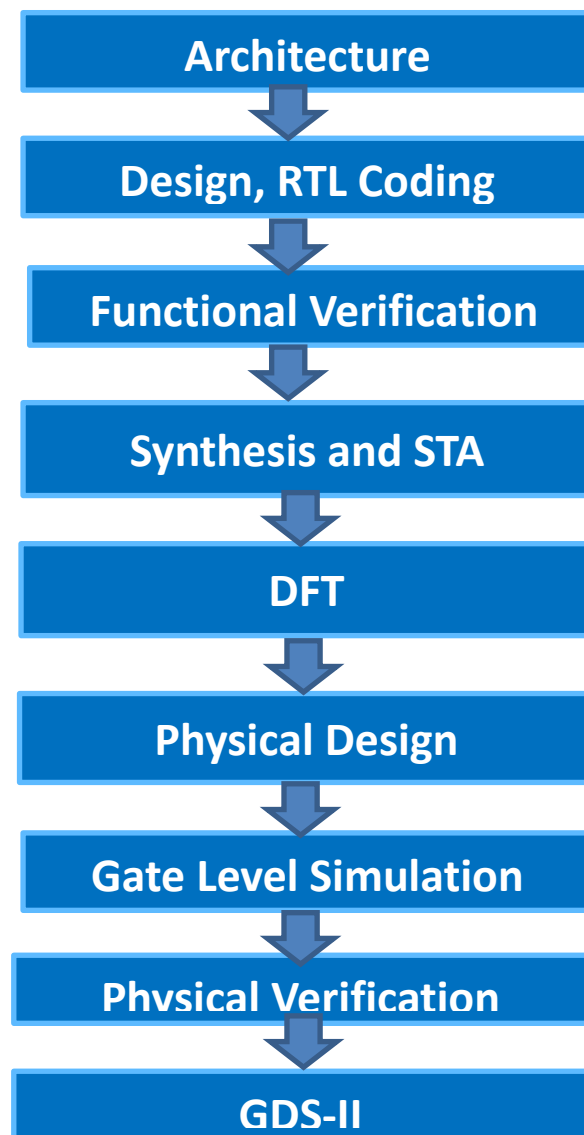 Architecture
Design, RTL Coding
Functional Verification
Synthesis and STA
DFT
Physical Design
Gate Level Simulation
Physical Verification
GDS-II